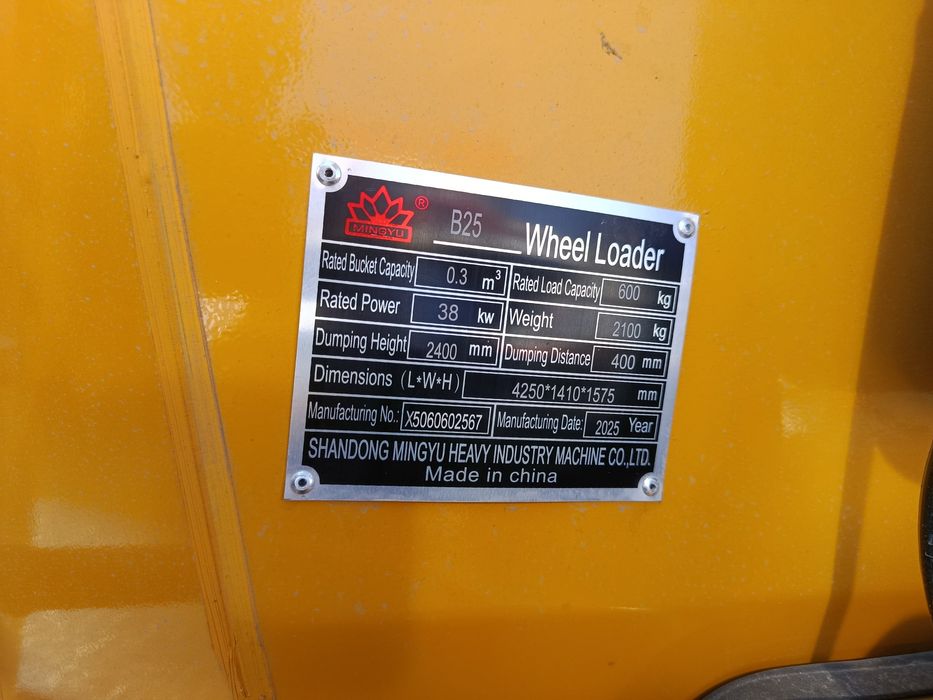 MINGYU ® B25 Wheel Loader
Rated Bucket Capacity 0.3 m³ Rated Load Capacity 600 kg
Rated Power 38 kw Weight 2100 kg
Dumping Height 2400 mm Dumping Distance 400 mm
Dimensions (L*W*H) 4250*1410*1575 mm
Manufacturing No.: X5060602567 Manufacturing Date: 2025 Year
SHANDONG MINGYU HEAVY INDUSTRY MACHINE CO.,LTD.
Made in china